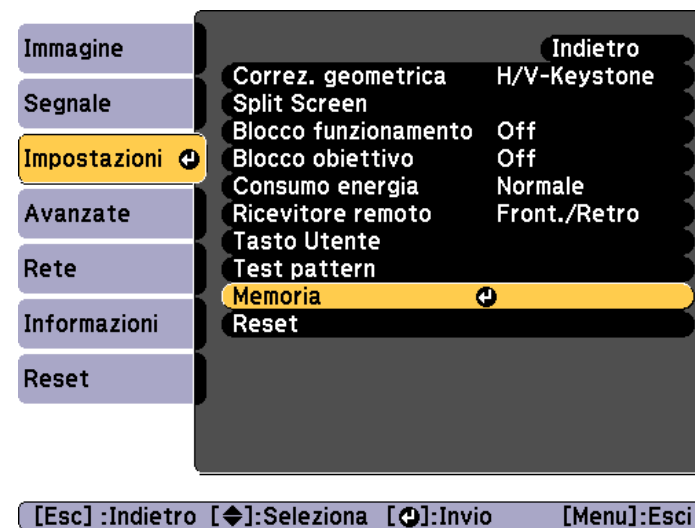 Immagine
Segnale
Impostazioni
Avanzate
Rete
Informazioni
Reset
Indietro
Correz. geometrica H/V-Keystone
Split Screen
Blocco funzionamento Off
Blocco obiettivo Off
Consumo energia Normale
Ricevitore remoto Front./Retro
Tasto Utente
Test pattern
Memoria
Reset
[Esc] :Indietro [◆]:Seleziona [↵]:Invio [Menu]:Esci